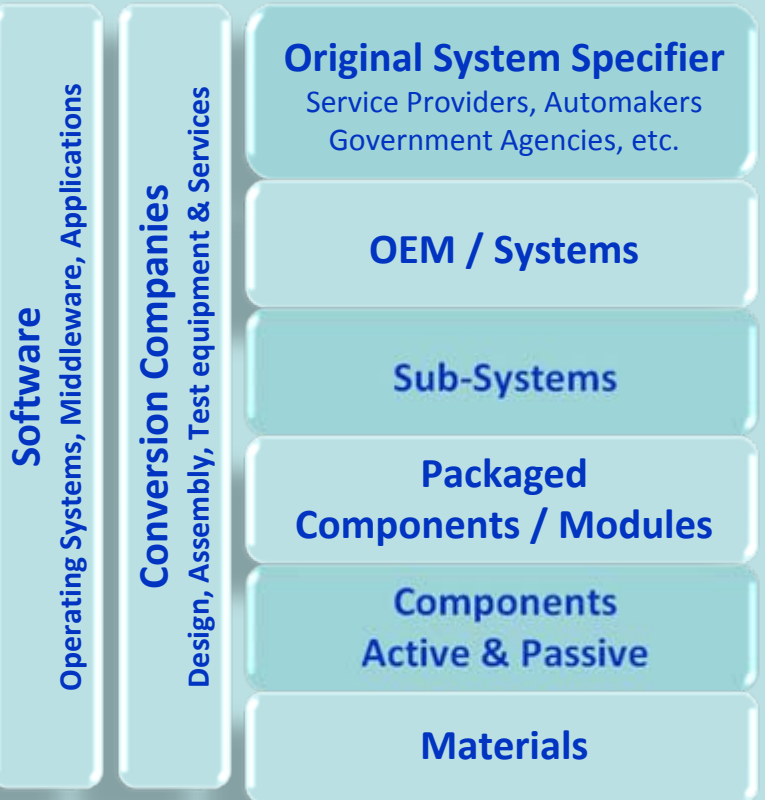 Software
Operating Systems, Middleware, Applications
Conversion Companies
Design, Assembly, Test equipment & Services
Original System Specifier
Service Providers, Automakers
Government Agencies, etc.
OEM / Systems
Sub-Systems
Packaged
Components / Modules
Components
Active & Passive
Materials